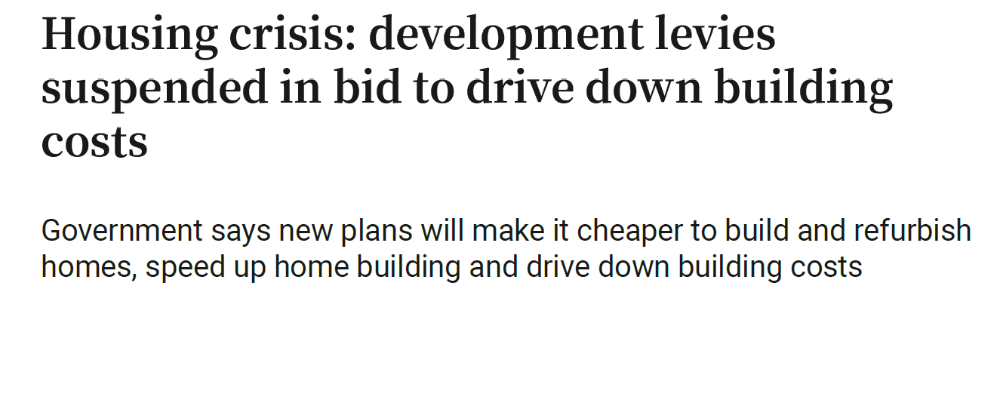 Housing crisis: development levies
suspended in bid to drive down building
costs
Government says new plans will make it cheaper to build and refurbish
homes, speed up home building and drive down building costs